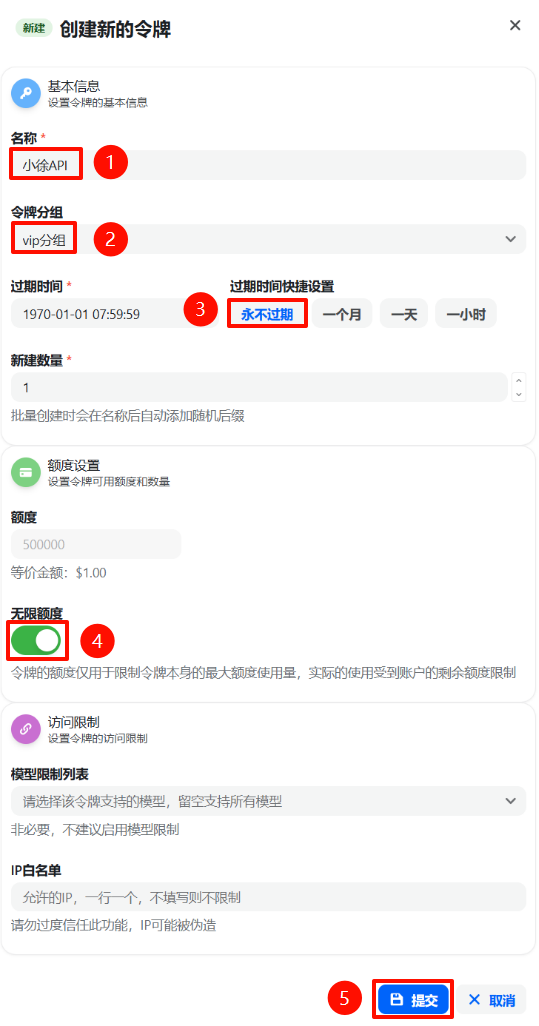 新建 创建新的令牌
基本信息
设置令牌的基本信息
名称 *
小徐API 1
令牌分组
vip分组 2
过期时间 * 过期时间快捷设置
1970-01-01 07:59:59 3 永不过期 一个月 一天 一小时
新建数量 *
1
批量创建时会在名称后自动添加随机后缀
额度设置
设置令牌可用额度和数量
额度
500000
等价金额：$1.00
无限额度
4
令牌的额度仅用于限制令牌本身的最大额度使用量，实际的使用受到账户的剩余额度限制
访问限制
设置令牌的访问限制
模型限制列表
请选择该令牌支持的模型，留空支持所有模型
非必要，不建议启用模型限制
IP白名单
允许的IP，一行一个，不填写则不限制
请勿过度信任此功能，IP可能被伪造
5 提交 取消